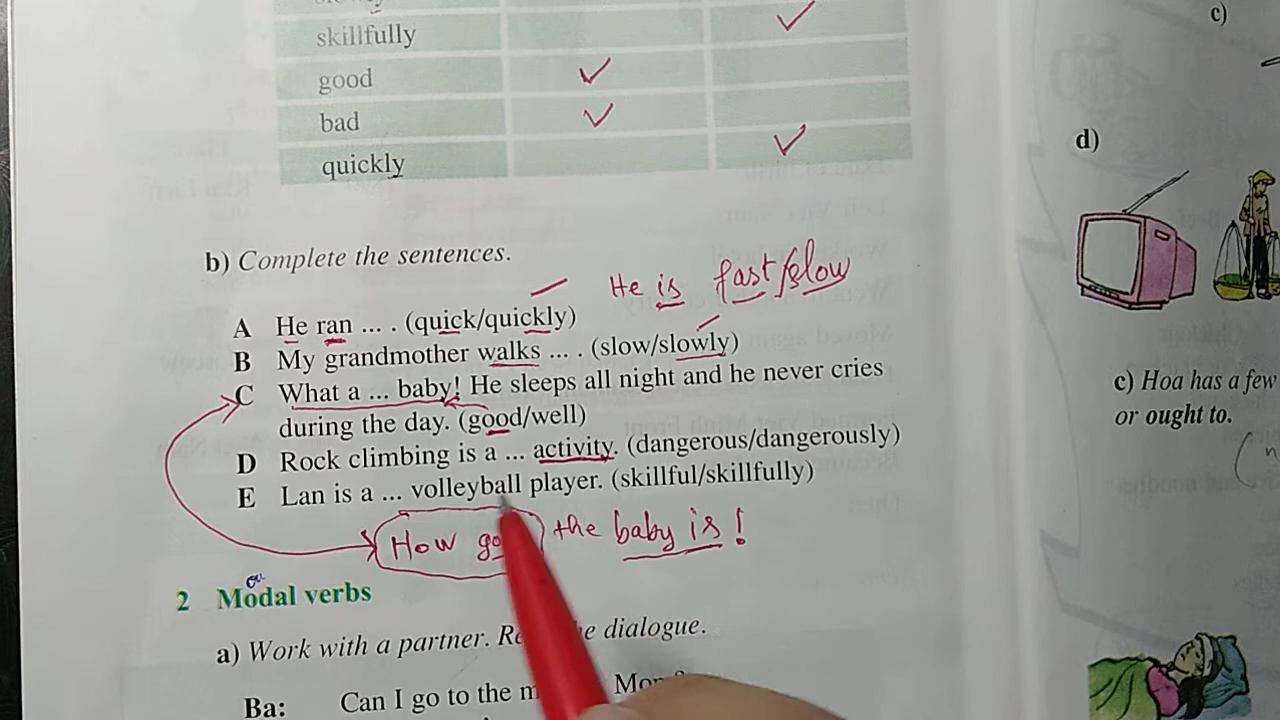 skillfully
good
bad
quickly
b) Complete the sentences.
He is fast/slow
A He ran ... . (quick/quickly)
B My grandmother walks ... . (slow/slowly)
C What a ... baby! He sleeps all night and he never cries
during the day. (good/well)
D Rock climbing is a ... activity. (dangerous/dangerously)
E Lan is a ... volleyball player. (skillful/skillfully)
How the baby is!
2 Modal verbs
a) Work with a partner. dialogue.
Ba: Can I go to the
c)
d)
c) Hoa has a few
or ought to.